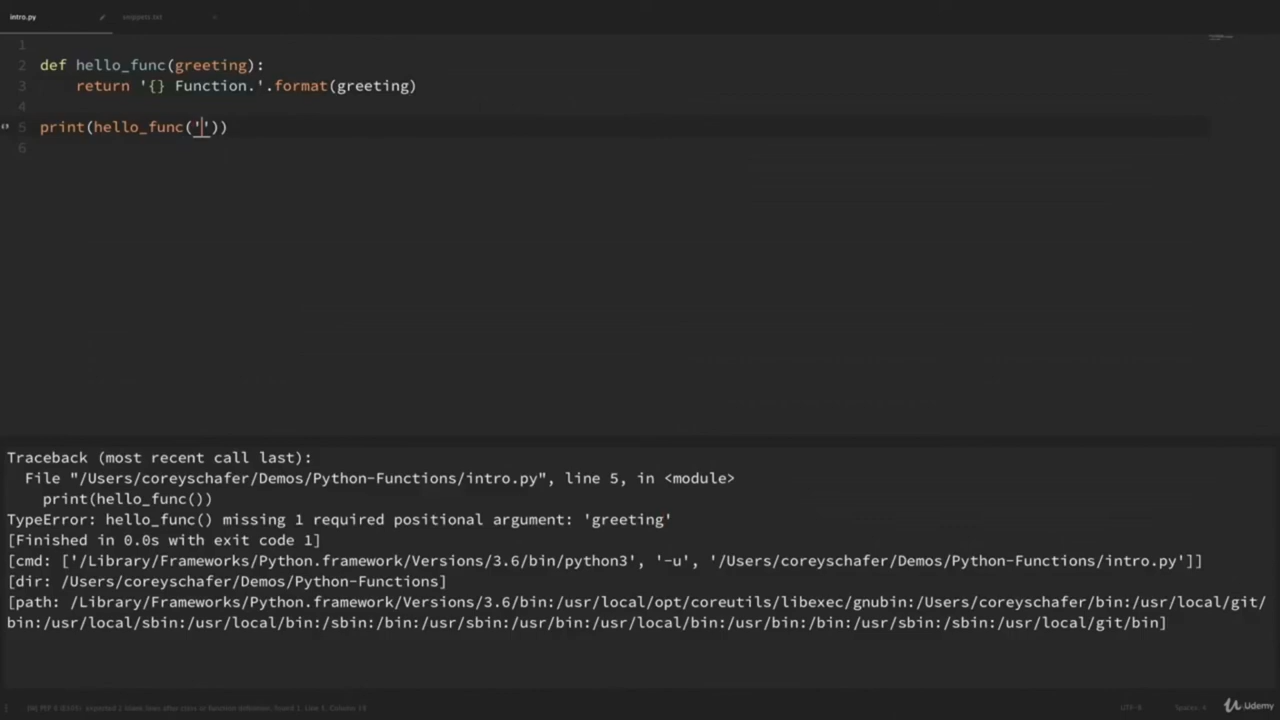 intro.py
snippets.txt
1
2 def hello_func(greeting):
3 return '{} Function.'.format(greeting)
4
5 print(hello_func(''))
6
Traceback (most recent call last):
File "/Users/coreyschafer/Demos/Python-Functions/intro.py", line 5, in <module>
print(hello_func())
TypeError: hello_func() missing 1 required positional argument: 'greeting'
[Finished in 0.0s with exit code 1]
[cmd: ['/Library/Frameworks/Python.framework/Versions/3.6/bin/python3', '-u', '/Users/coreyschafer/Demos/Python-Functions/intro.py']]
[dir: /Users/coreyschafer/Demos/Python-Functions]
[path: /Library/Frameworks/Python.framework/Versions/3.6/bin:/usr/local/opt/coreutils/libexec/gnubin:/Users/coreyschafer/bin:/usr/local/git/
bin:/usr/local/sbin:/usr/local/bin:/sbin:/bin:/usr/sbin:/usr/bin:/usr/local/bin:/usr/bin:/bin:/usr/sbin:/sbin:/usr/local/git/bin]
UTF-8
Spaces: 4
Udemy